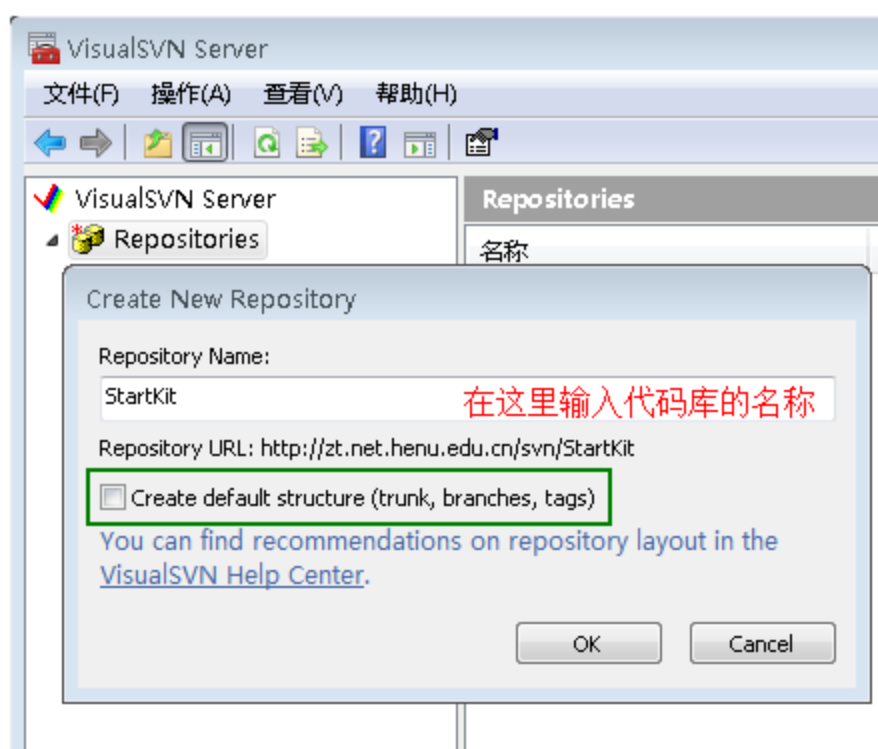 VisualSVN Server
文件(F) 操作(A) 查看(V) 帮助(H)
VisualSVN Server
Repositories
Repositories
名称
Create New Repository
Repository Name:
StartKit 在这里输入代码库的名称
Repository URL: http://zt.net.henu.edu.cn/svn/StartKit
Create default structure (trunk, branches, tags)
You can find recommendations on repository layout in the
VisualSVN Help Center.
OK Cancel